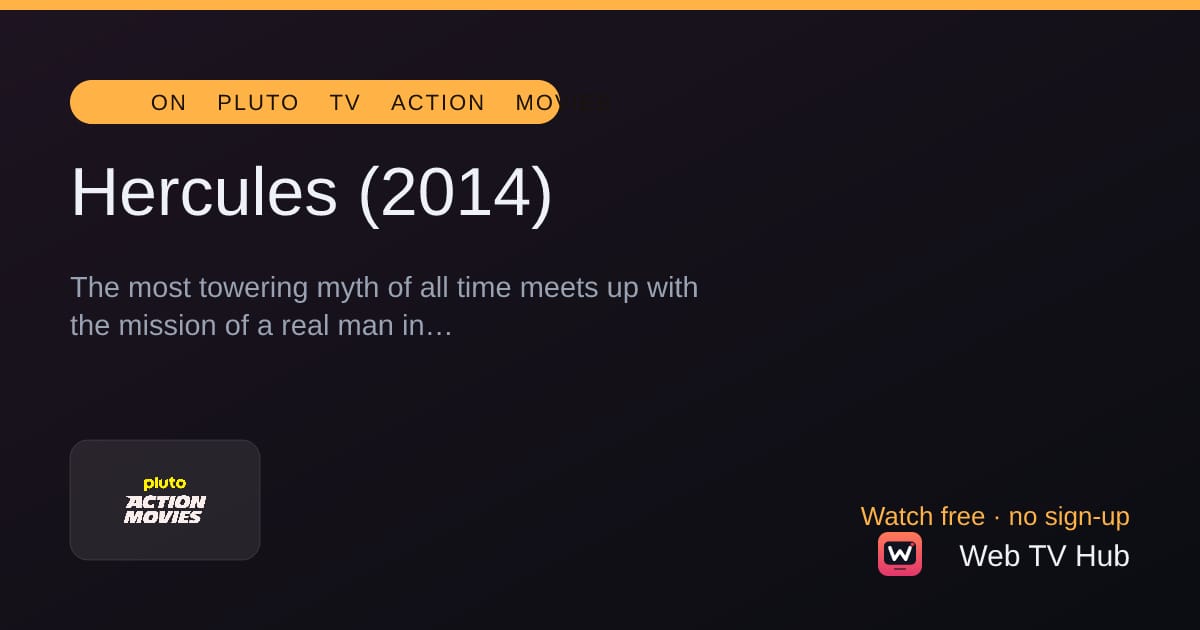 ON PLUTO TV ACTION MOVIES
Hercules (2014)
The most towering myth of all time meets up with
the mission of a real man in…
pluto
ACTION
MOVIES
Watch free · no sign-up
W
Web TV Hub